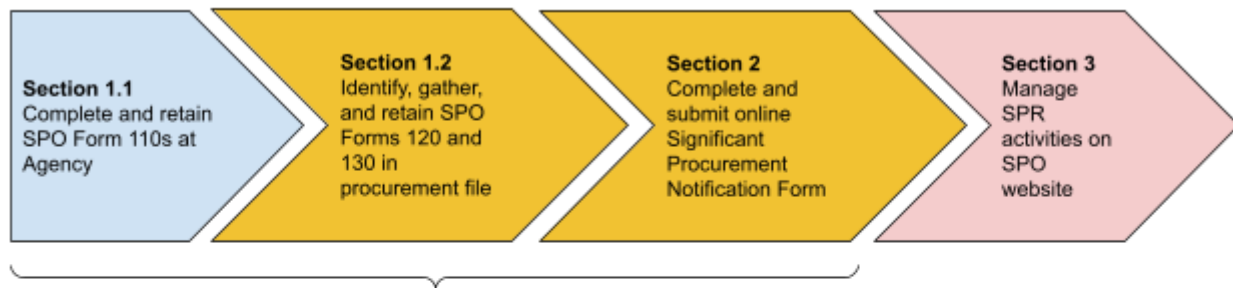 Section 1.1
Complete and retain
SPO Form 110s at
Agency
Section 1.2
Identify, gather,
and retain SPO
Forms 120 and
130 in
procurement file
Section 2
Complete and
submit online
Significant
Procurement
Notification Form
Section 3
Manage
SPR
activities on
SPO
website